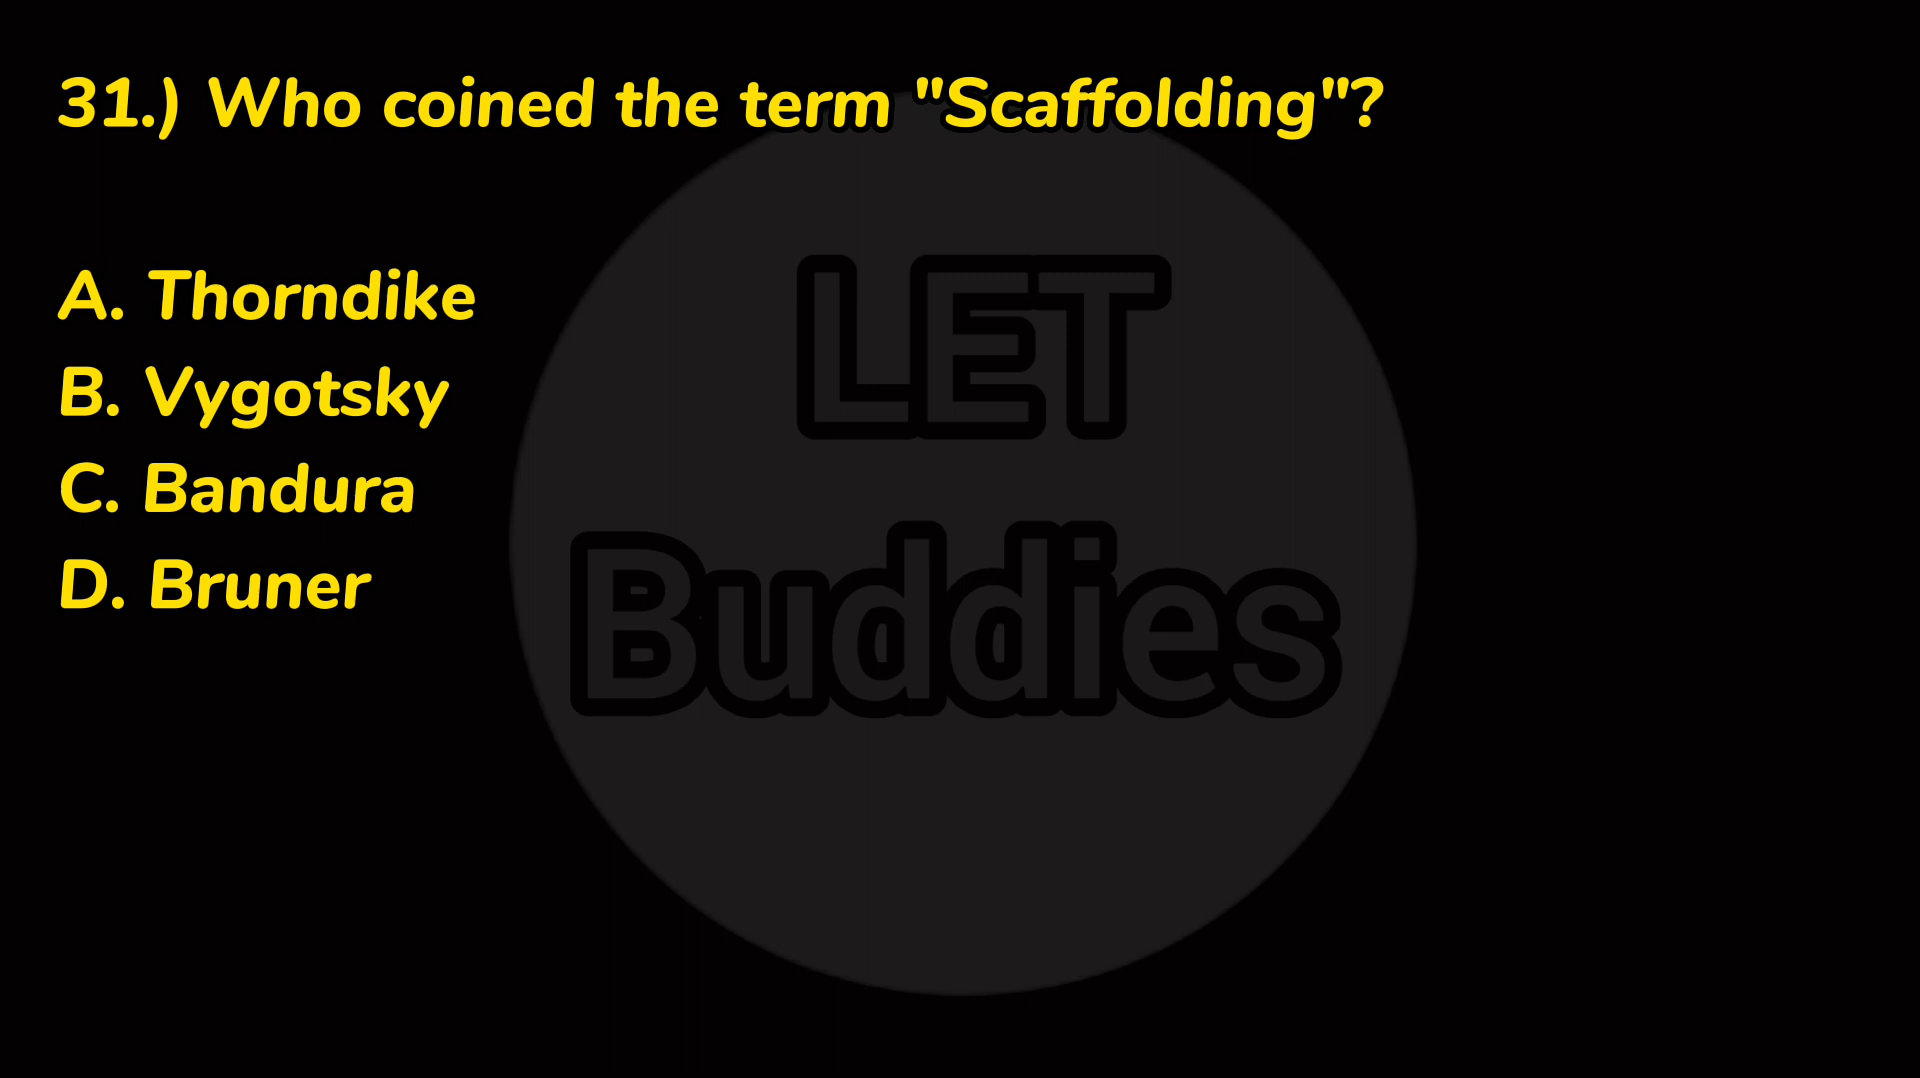 31.) Who coined the term "Scaffolding"?
A. Thorndike
B. Vygotsky
C. Bandura
D. Bruner
LET
Buddies